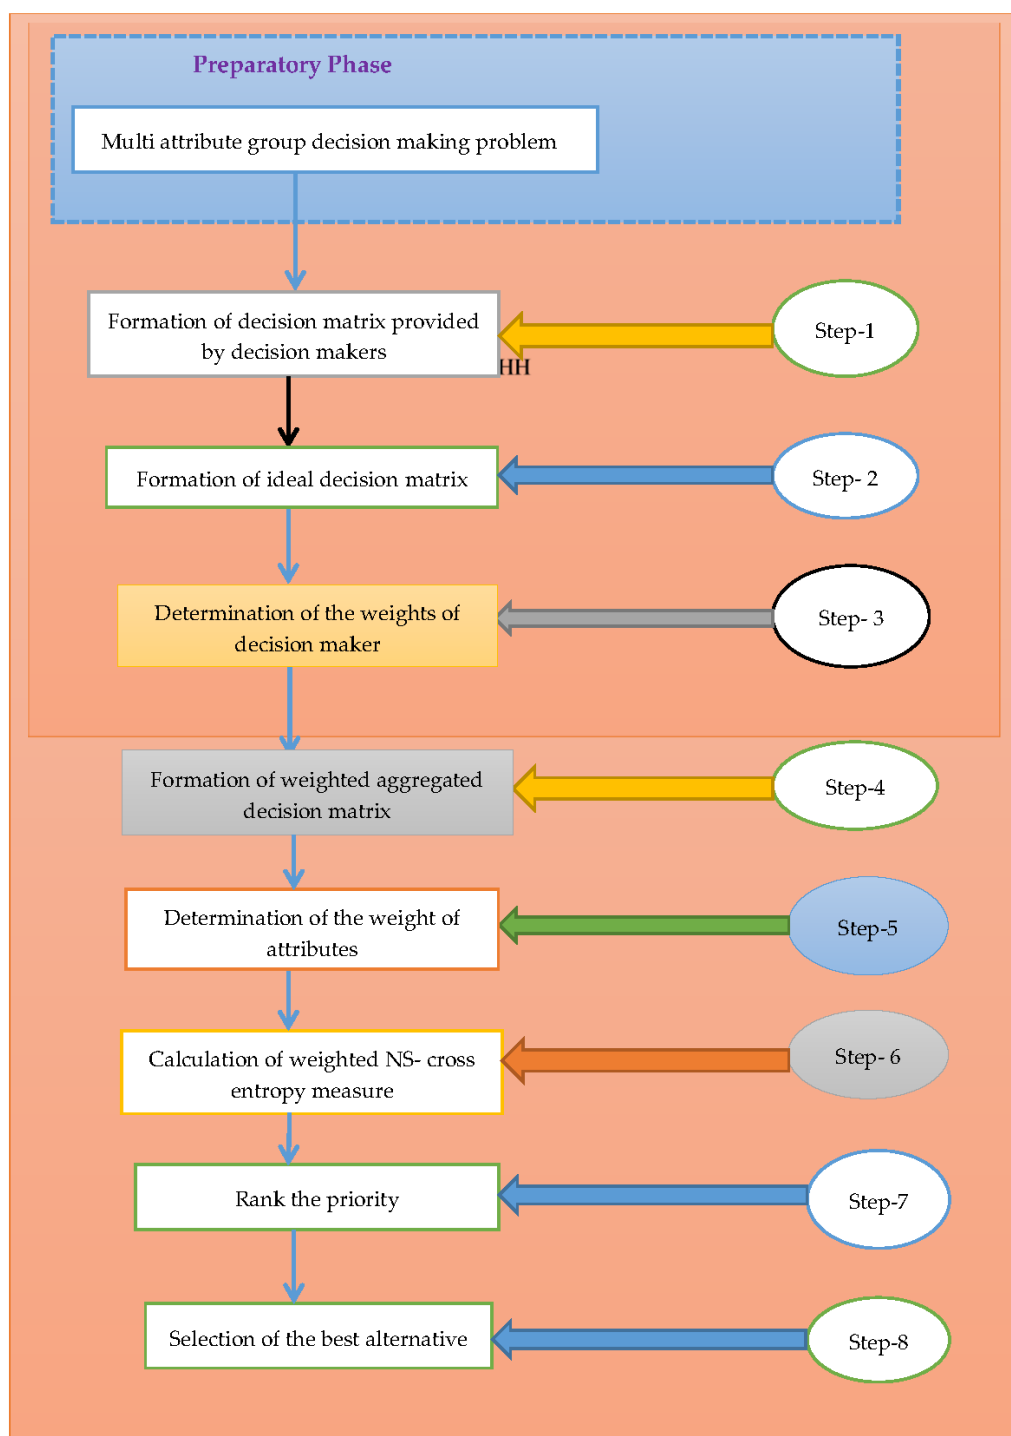 Preparatory Phase
Multi attribute group decision making problem
Formation of decision matrix provided
by decision makers
Step-1
HH
Formation of ideal decision matrix
Step- 2
Determination of the weights of
decision maker
Step- 3
Formation of weighted aggregated
decision matrix
Step-4
Determination of the weight of
attributes
Step-5
Calculation of weighted NS- cross
entropy measure
Step- 6
Rank the priority
Step-7
Selection of the best alternative
Step-8